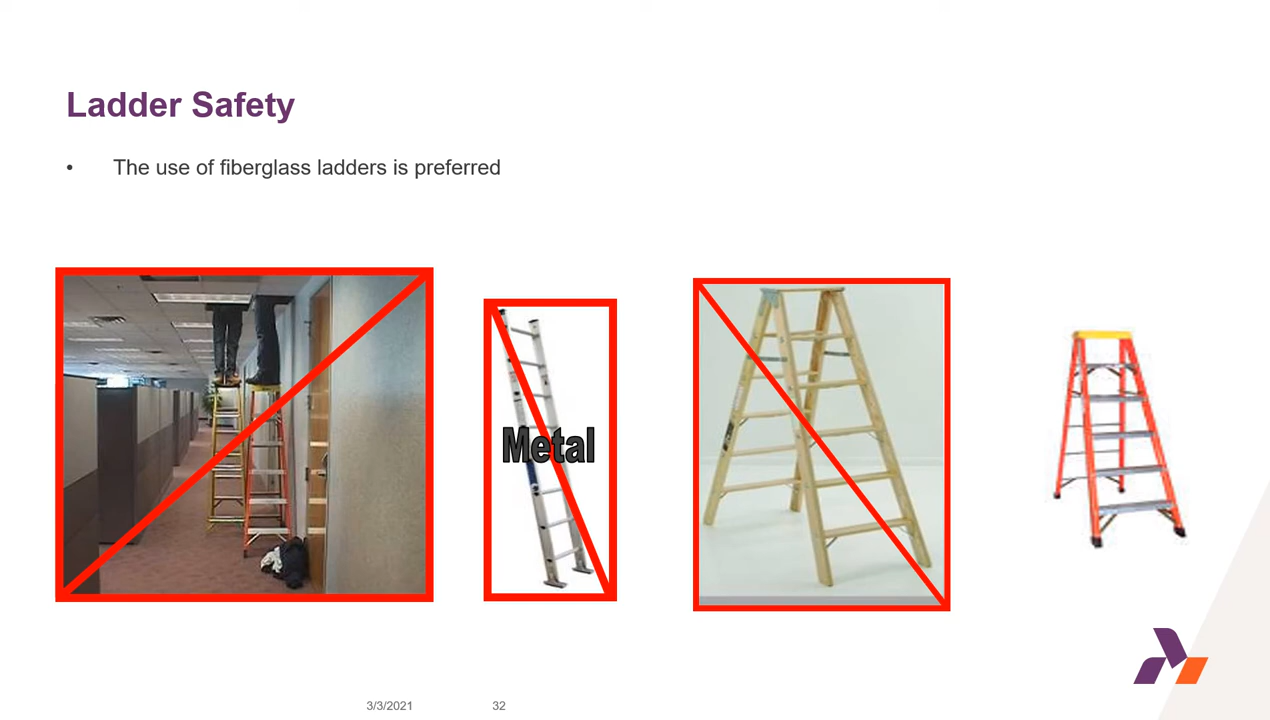 Ladder Safety
• The use of fiberglass ladders is preferred
Metal
3/3/2021 32